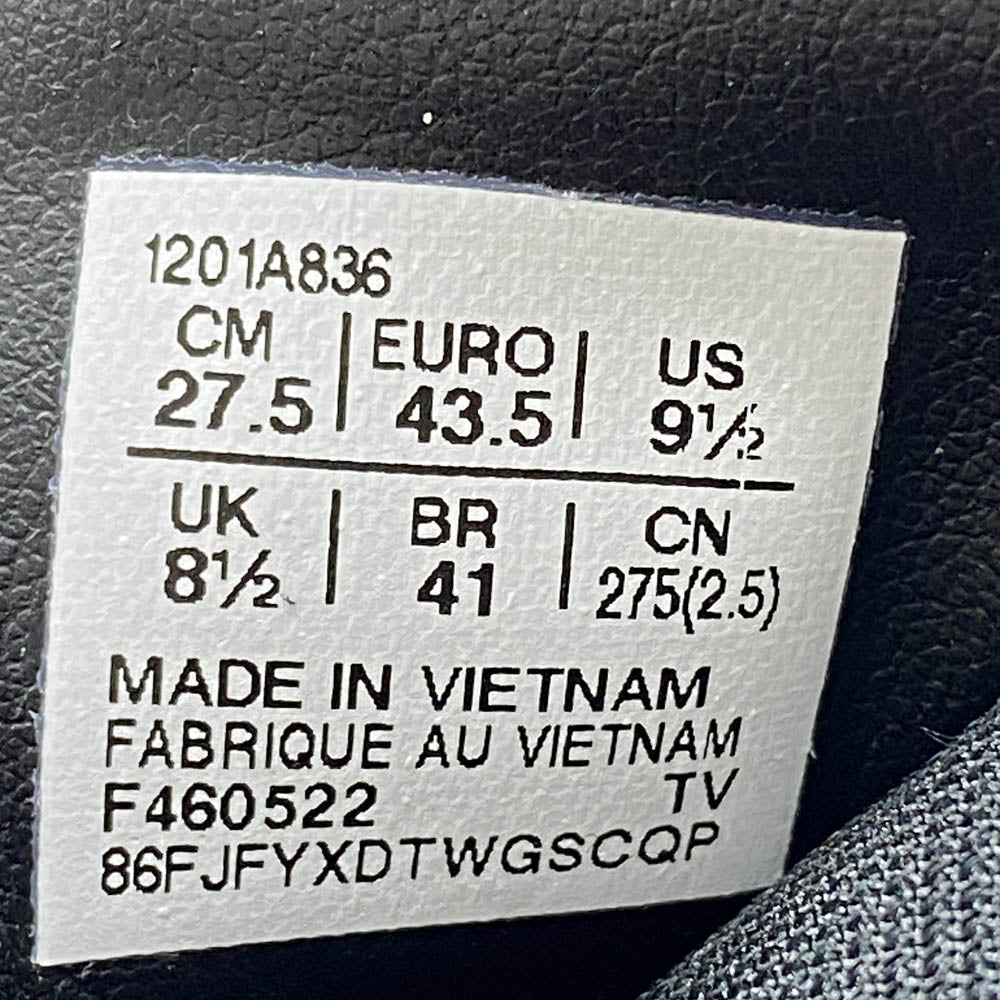 1201A836
CM | EURO | US
27.5 | 43.5 | 9½
UK | BR | CN
8½ | 41 | 275(2.5)
MADE IN VIETNAM
FABRIQUE AU VIETNAM
F460522 TV
86FJFYXDTWGSCQP